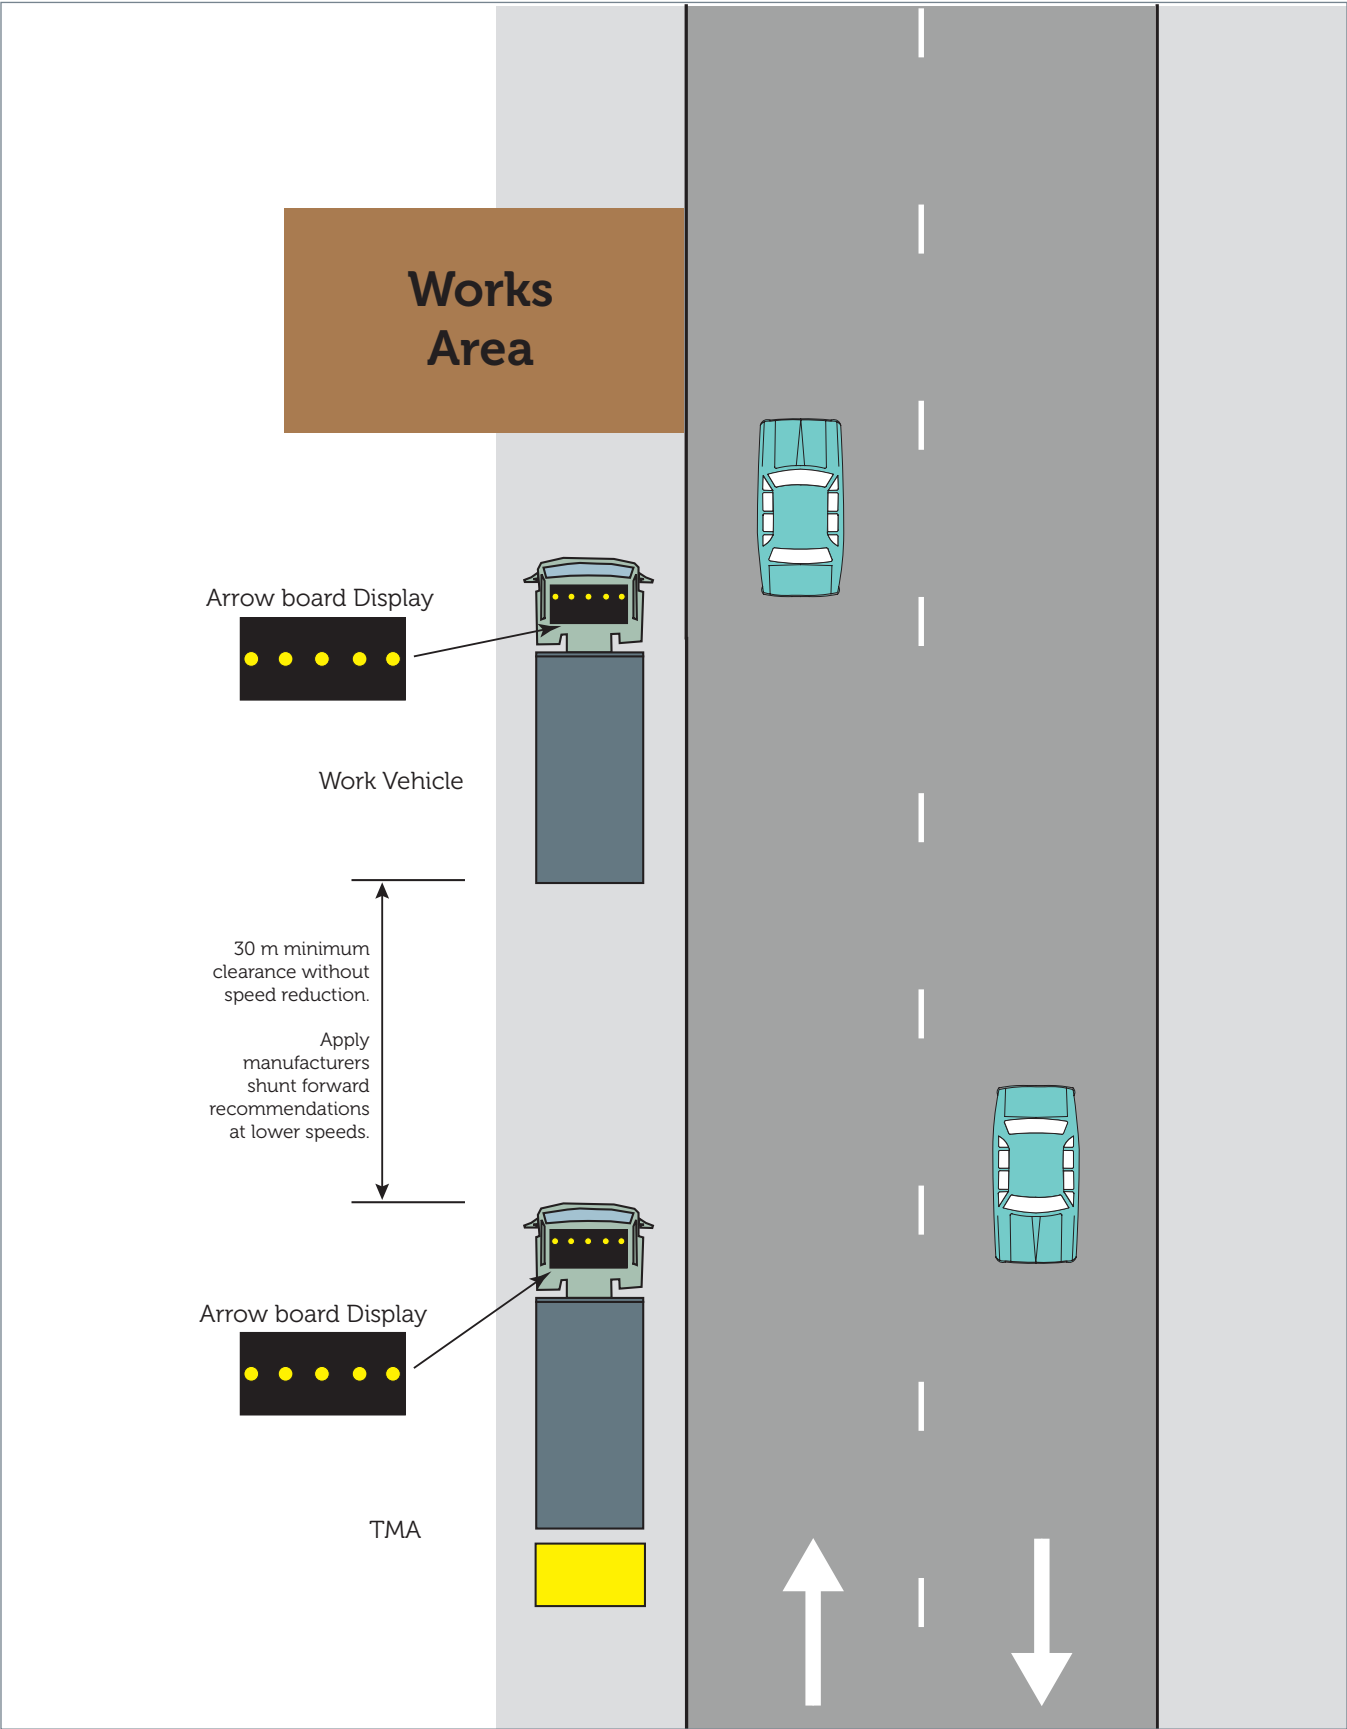 Works
Area
Arrow board Display
Work Vehicle
30 m minimum
clearance without
speed reduction.
Apply
manufacturers
shunt forward
recommendations
at lower speeds.
Arrow board Display
TMA